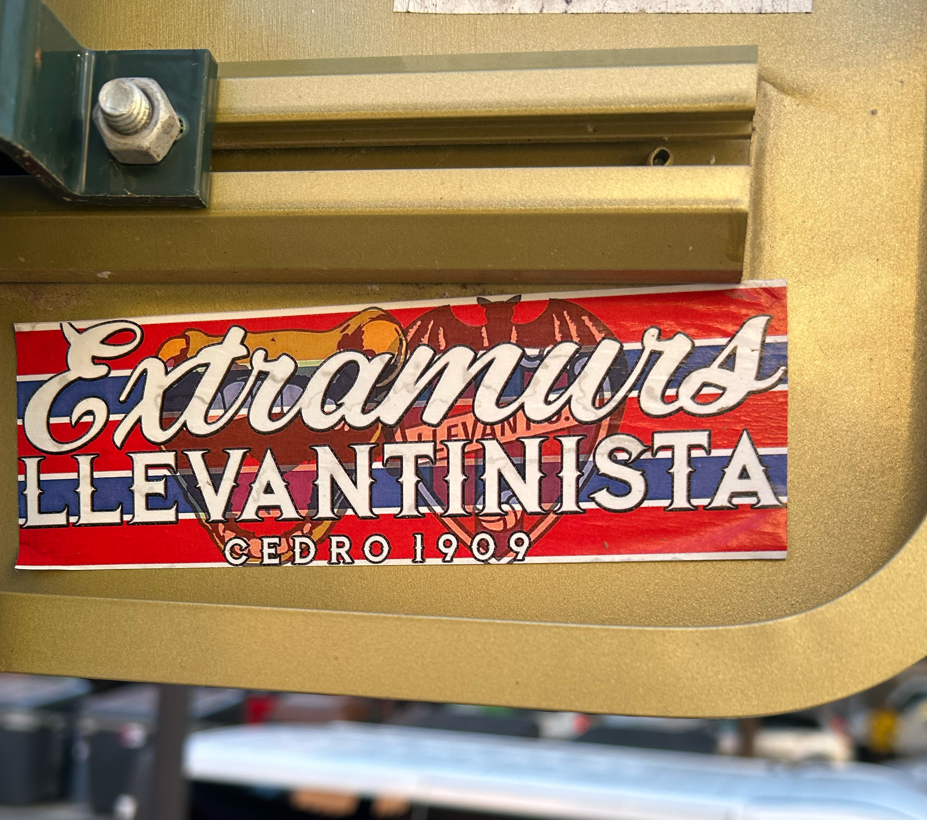 Extramurs
LLEVANTINISTA
CEDRO 1909